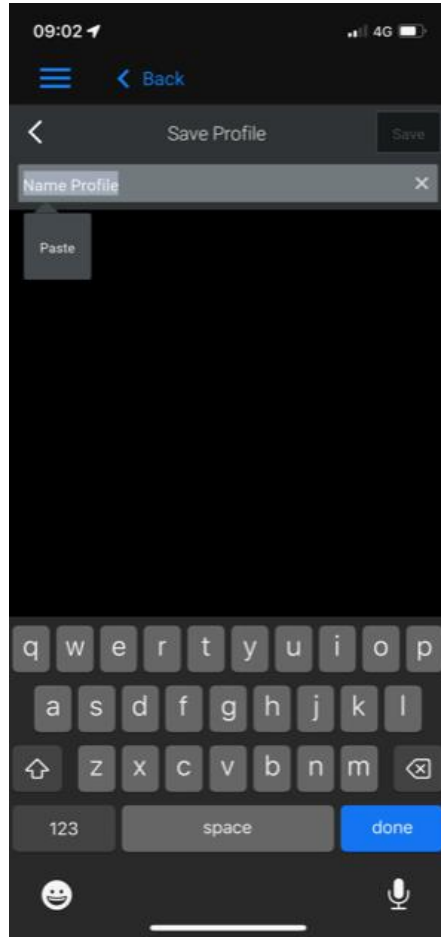 09:02 4G
Back
Save Profile Save
Name Profile
Paste
q w e r t y u i o p
a s d f g h j k l
z x c v b n m
123 space done